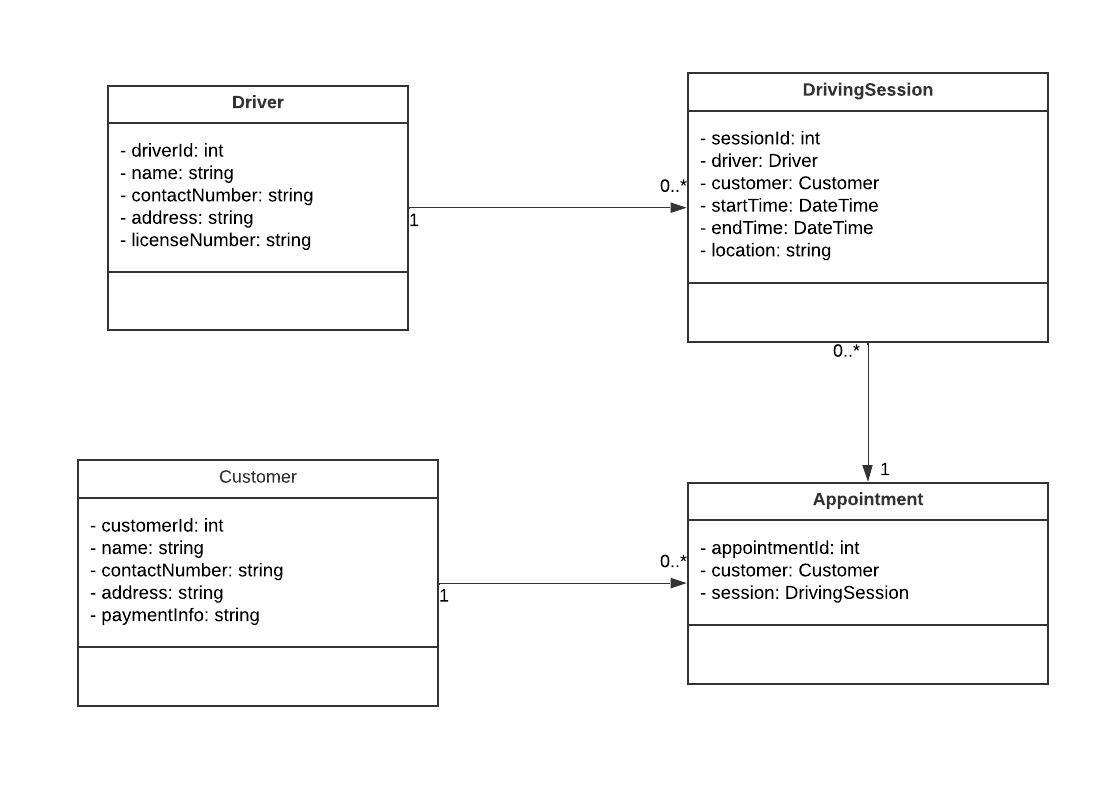 Driver
- driverId: int
- name: string
- contactNumber: string
- address: string
- licenseNumber: string
1
0..*
DrivingSession
- sessionId: int
- driver: Driver
- customer: Customer
- startTime: DateTime
- endTime: DateTime
- location: string
0..*
1
Customer
- customerId: int
- name: string
- contactNumber: string
- address: string
- paymentInfo: string
1
0..*
Appointment
- appointmentId: int
- customer: Customer
- session: DrivingSession